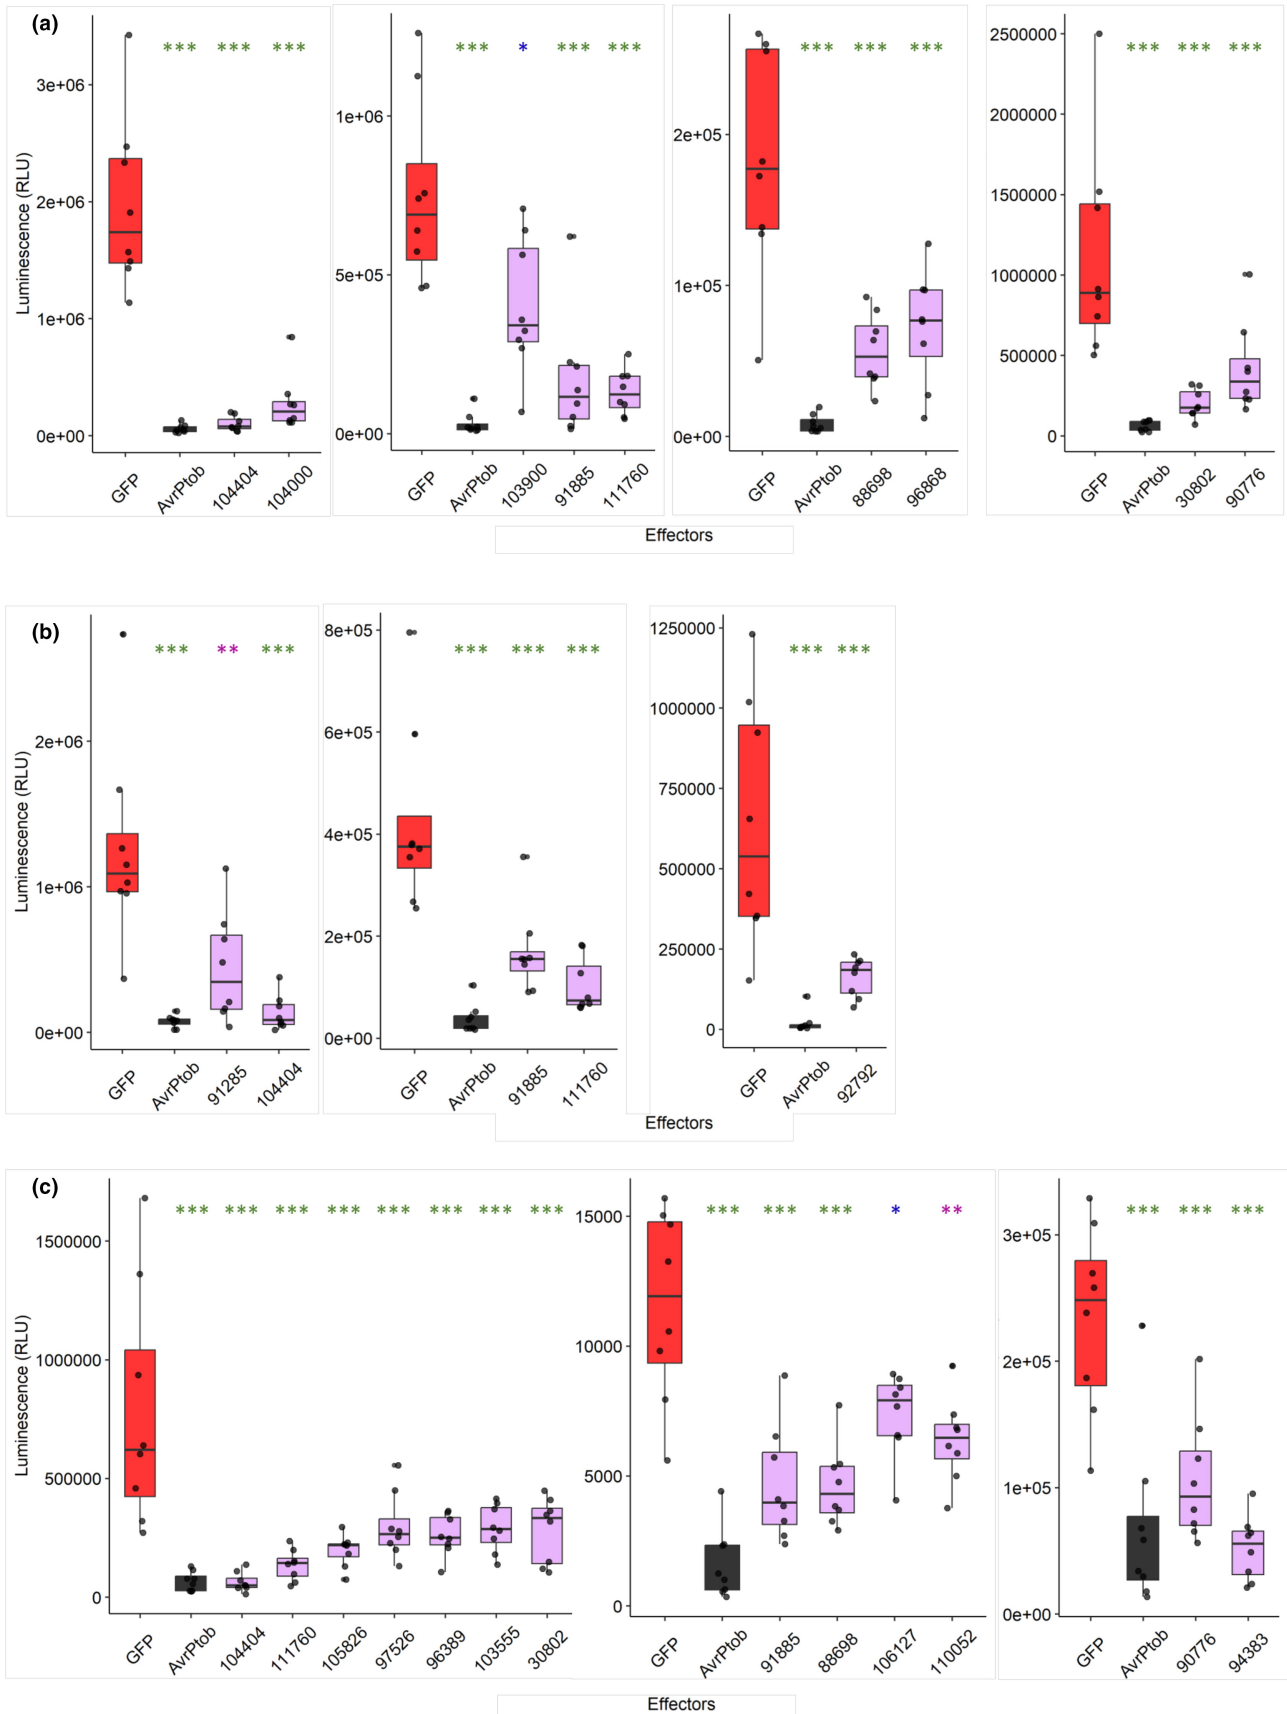 (a)
*** *** ***
*** * *** ***
*** *** ***
*** *** ***
Luminescence (RLU)
3e+06
2e+06
1e+06
0e+00
1e+06
5e+05
0e+00
2e+05
1e+05
0e+00
2500000
2000000
1500000
1000000
500000
0
GFP AvrPtob 104404 104000
GFP AvrPtob 103900 91885 111760
GFP AvrPtob 88698 96868
GFP AvrPtob 30802 90776
Effectors
(b)
*** ** ***
*** *** ***
*** ***
Luminescence (RLU)
2e+06
1e+06
0e+00
8e+05
6e+05
4e+05
2e+05
0e+00
1250000
1000000
750000
500000
250000
0
GFP AvrPtob 91285 104404
GFP AvrPtob 91885 111760
GFP AvrPtob 92792
Effectors
(c)
*** *** *** *** *** *** *** ***
*** *** *** * **
*** *** ***
Luminescence (RLU)
1500000
1000000
500000
0
15000
10000
5000
0
3e+05
2e+05
1e+05
0e+00
GFP AvrPtob 104404 111760 105826 97526 96389 103555 30802
GFP AvrPtob 91885 88698 106127 110052
GFP AvrPtob 90776 94383
Effectors